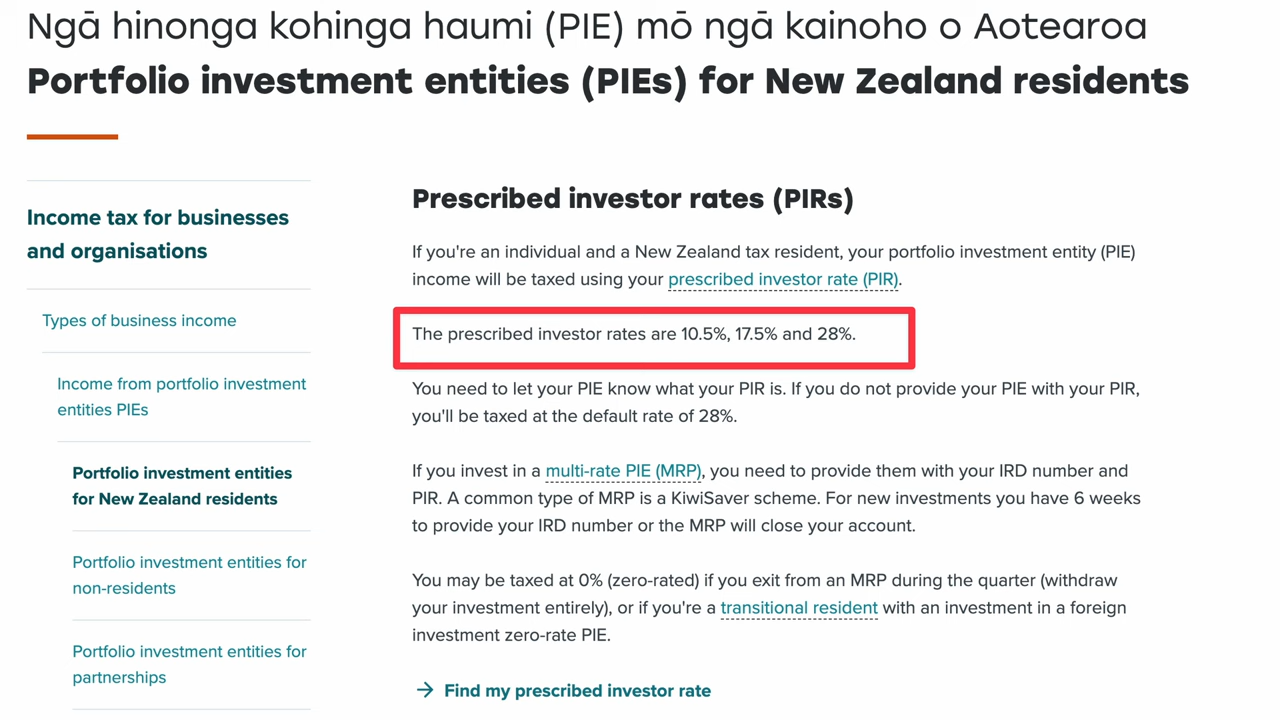 Ngā hinonga kohinga haumi (PIE) mō ngā kainoho o Aotearoa
Portfolio investment entities (PIEs) for New Zealand residents
Income tax for businesses
and organisations
Types of business income
Income from portfolio investment
entities PIEs
Portfolio investment entities
for New Zealand residents
Portfolio investment entities for
non-residents
Portfolio investment entities for
partnerships
Prescribed investor rates (PIRs)
If you're an individual and a New Zealand tax resident, your portfolio investment entity (PIE)
income will be taxed using your prescribed investor rate (PIR).
The prescribed investor rates are 10.5%, 17.5% and 28%.
You need to let your PIE know what your PIR is. If you do not provide your PIE with your PIR,
you'll be taxed at the default rate of 28%.
If you invest in a multi-rate PIE (MRP), you need to provide them with your IRD number and
PIR. A common type of MRP is a KiwiSaver scheme. For new investments you have 6 weeks
to provide your IRD number or the MRP will close your account.
You may be taxed at 0% (zero-rated) if you exit from an MRP during the quarter (withdraw
your investment entirely), or if you're a transitional resident with an investment in a foreign
investment zero-rate PIE.
→ Find my prescribed investor rate